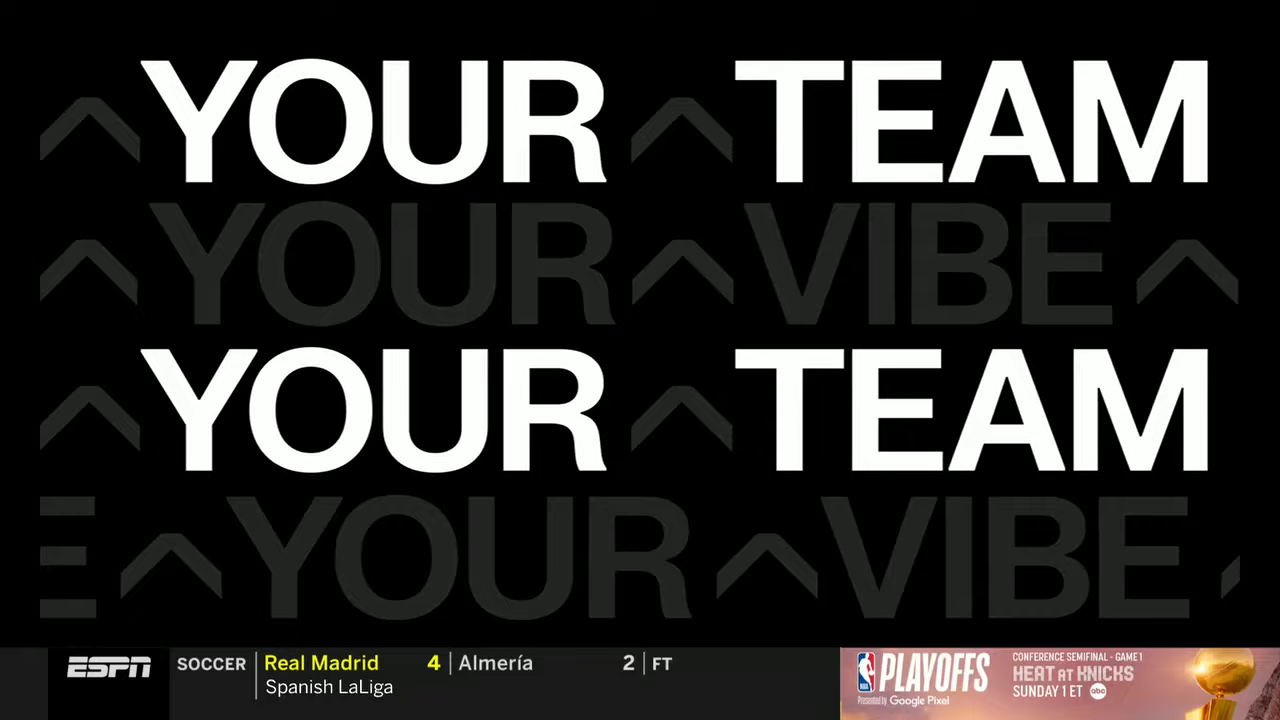 YOUR TEAM
YOUR VIBE
YOUR TEAM
E YOUR VIBE
ESPN SOCCER Real Madrid 4 Almería 2 FT
Spanish LaLiga
NBA PLAYOFFS
Presented by Google Pixel
CONFERENCE SEMIFINAL - GAME 1
HEAT AT KNICKS
SUNDAY 1 ET abc